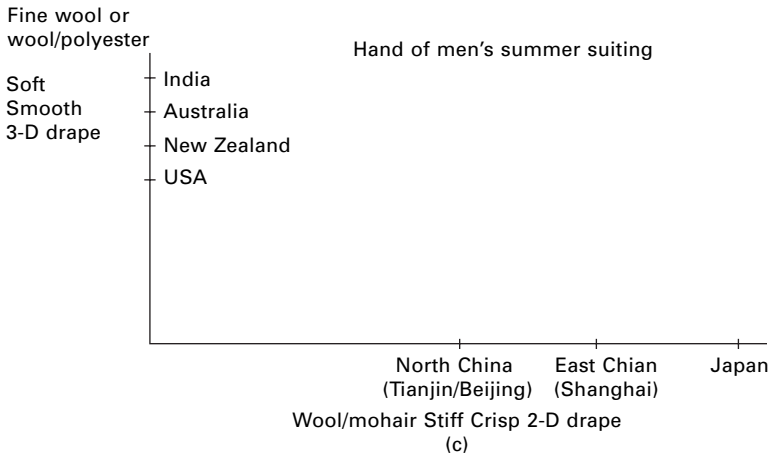 Fine wool or
wool/polyester
Hand of men's summer suiting
Soft
Smooth
3-D drape
India
Australia
New Zealand
USA
North China
(Tianjin/Beijing)
East Chian
(Shanghai)
Japan
Wool/mohair Stiff Crisp 2-D drape
(c)